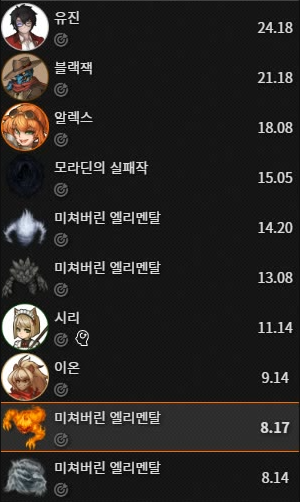 유진
24.18
블랙잭
21.18
알렉스
18.08
모라딘의 실패작
15.05
미쳐버린 엘리멘탈
14.20
미쳐버린 엘리멘탈
13.08
시리
11.14
이온
9.14
미쳐버린 엘리멘탈
8.17
미쳐버린 엘리멘탈
8.14